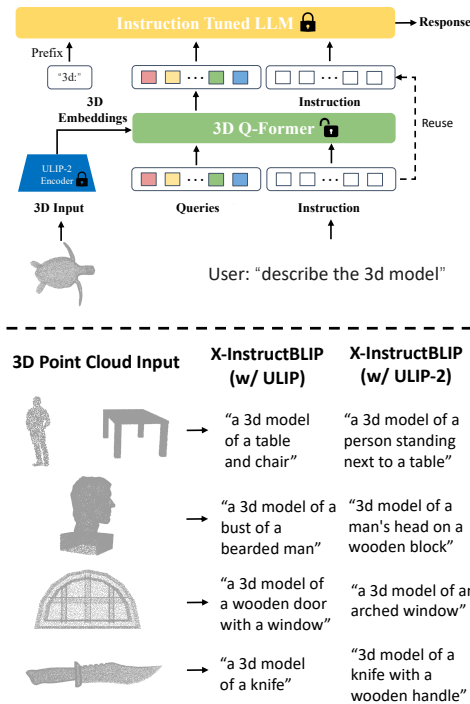 Instruction Tuned LLM
Response
Prefix
"3d:"
3D
Embeddings
Instruction
Reuse
3D Q-Former
ULIP-2
Encoder
3D Input
Queries
Instruction
User: "describe the 3d model"
3D Point Cloud Input
X-InstructBLIP
(w/ ULIP)
X-InstructBLIP
(w/ ULIP-2)
"a 3d model
of a table
and chair"
"a 3d model of a
person standing
next to a table"
"a 3d model of a
bust of a
bearded man"
"3d model of a
man's head on a
wooden block"
"a 3d model of
a wooden door
with a window"
"a 3d model of an
arched window"
"a 3d model
of a knife"
"3d model of a
knife with a
wooden handle"